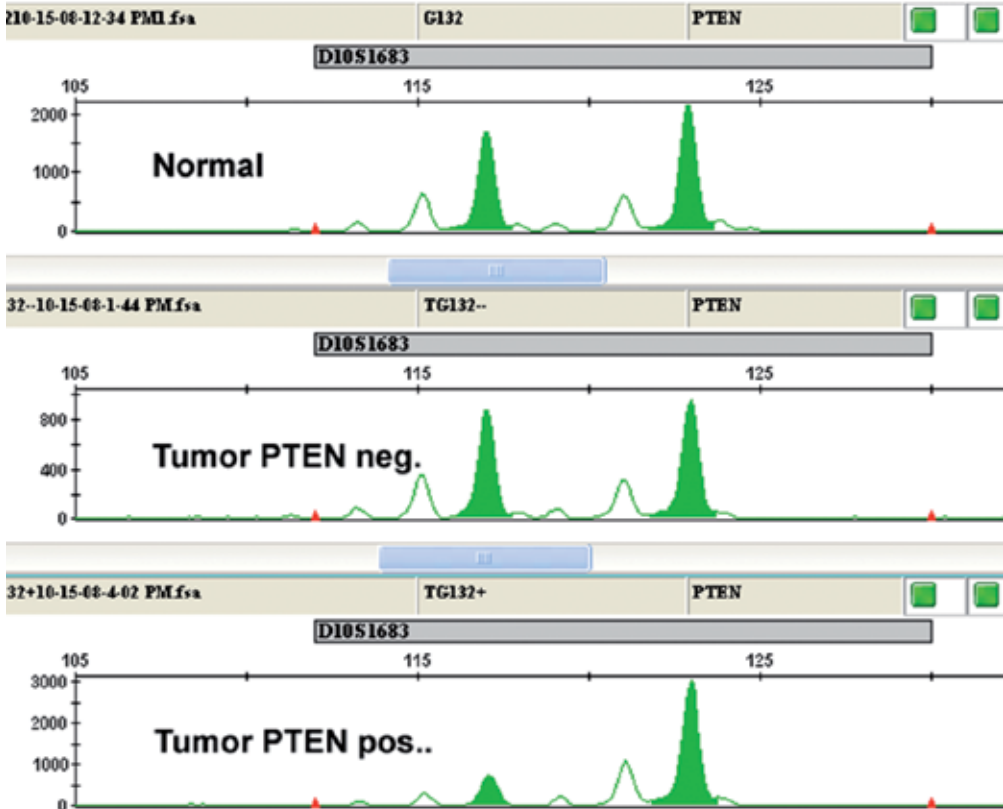 210-15-08-12-34 PM1.fsa G132 PTEN
D10S1683
105 115 125
2000
1000
0
Normal
32--10-15-08-1-44 PM.fsa TG132-- PTEN
D10S1683
105 115 125
800
400
0
Tumor PTEN neg.
32+10-15-08-4-02 PM.fsa TG132+ PTEN
D10S1683
105 115 125
3000
2000
1000
0
Tumor PTEN pos..